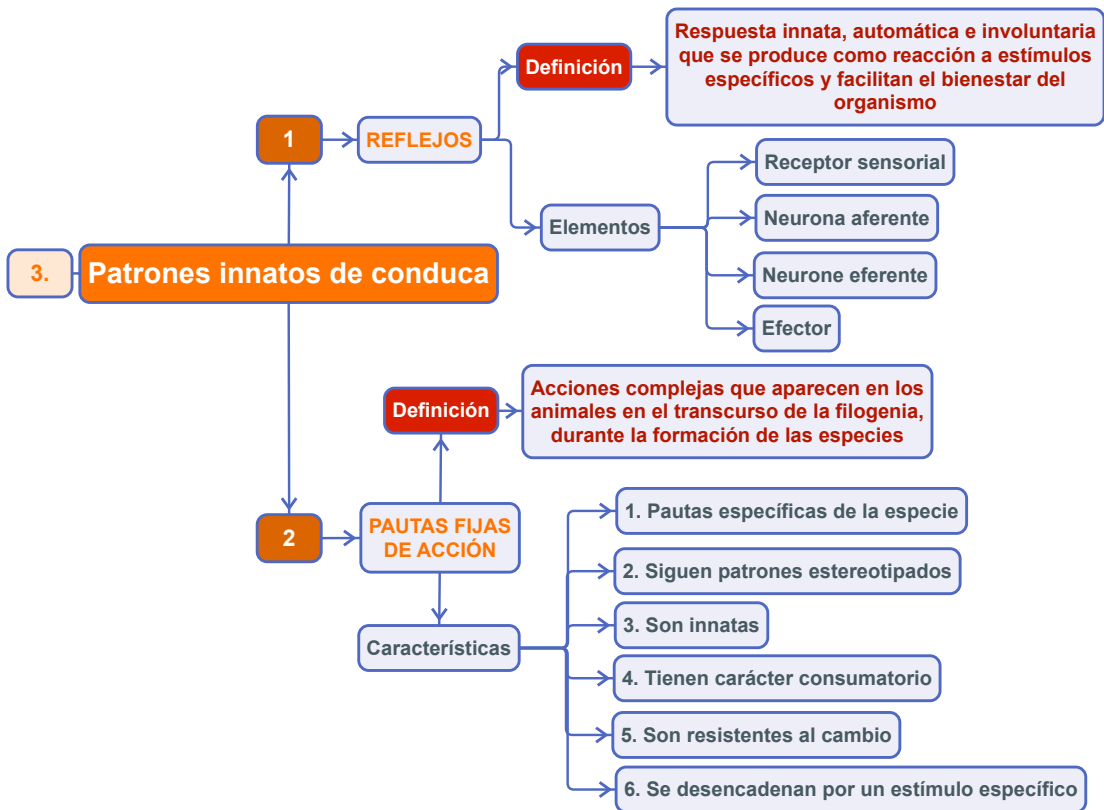 3.
Patrones innatos de conduca
1
REFLEJOS
Definición
Respuesta innata, automática e involuntaria
que se produce como reacción a estímulos
específicos y facilitan el bienestar del
organismo
Elementos
Receptor sensorial
Neurona aferente
Neurone eferente
Efector
2
PAUTAS FIJAS
DE ACCIÓN
Definición
Acciones complejas que aparecen en los
animales en el transcurso de la filogenia,
durante la formación de las especies
Características
1. Pautas específicas de la especie
2. Siguen patrones estereotipados
3. Son innatas
4. Tienen carácter consumatorio
5. Son resistentes al cambio
6. Se desencadenan por un estímulo específico